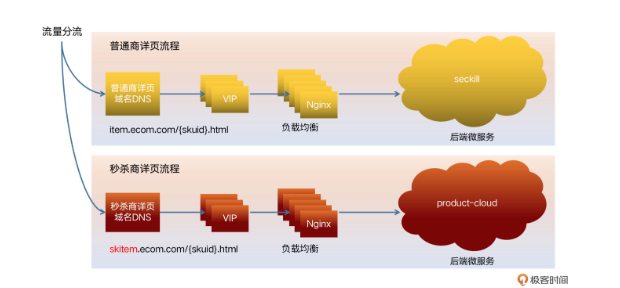 流量分流
普通商详页流程
普通商详页
域名DNS
VIP
Nginx
seckill
item.ecom.com/{skuid}.html
负载均衡
后端微服务
秒杀商详页流程
秒杀商详页
域名DNS
VIP
Nginx
product-cloud
skitem.ecom.com/{skuid}.html
负载均衡
后端微服务
极客时间